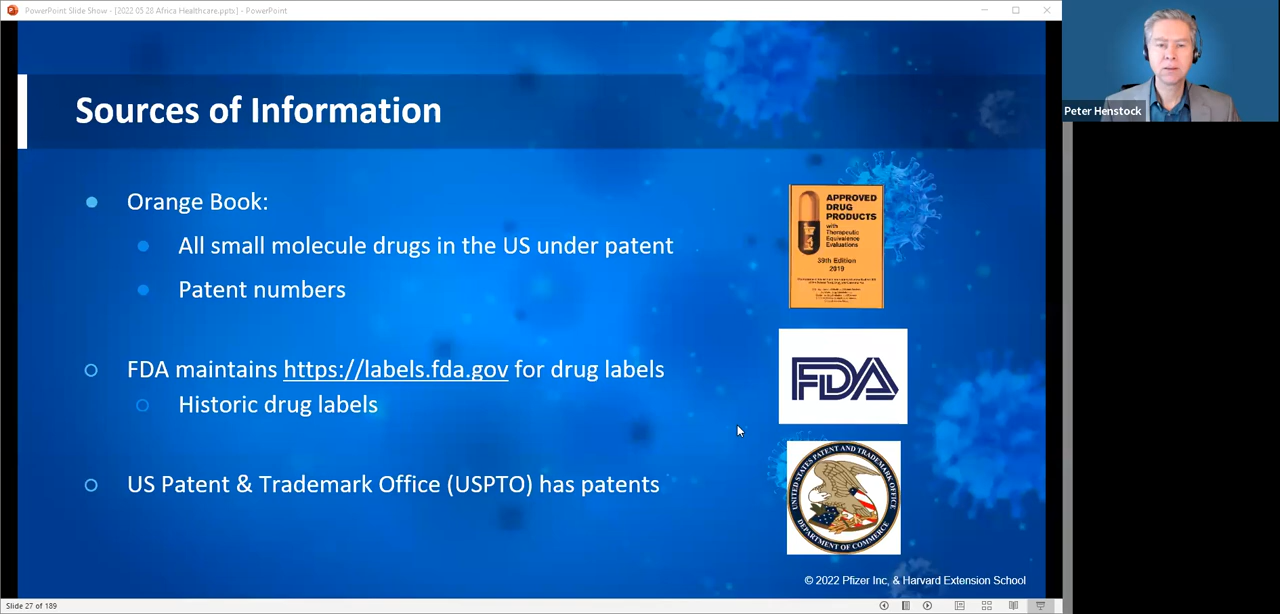 PowerPoint Slide Show - [2022 05 28 Africa Healthcare.pptx] - PowerPoint
Peter Henstock
Sources of Information
Orange Book:
All small molecule drugs in the US under patent
Patent numbers
APPROVED
DRUG
PRODUCTS
with
Therapeutic
Equivalence
Evaluations
39th Edition
2019
FDA maintains https://labels.fda.gov for drug labels
Historic drug labels
FDA
US Patent & Trademark Office (USPTO) has patents
UNITED STATES PATENT AND TRADEMARK OFFICE
DEPARTMENT OF COMMERCE
© 2022 Pfizer Inc, & Harvard Extension School
Slide 27 of 189